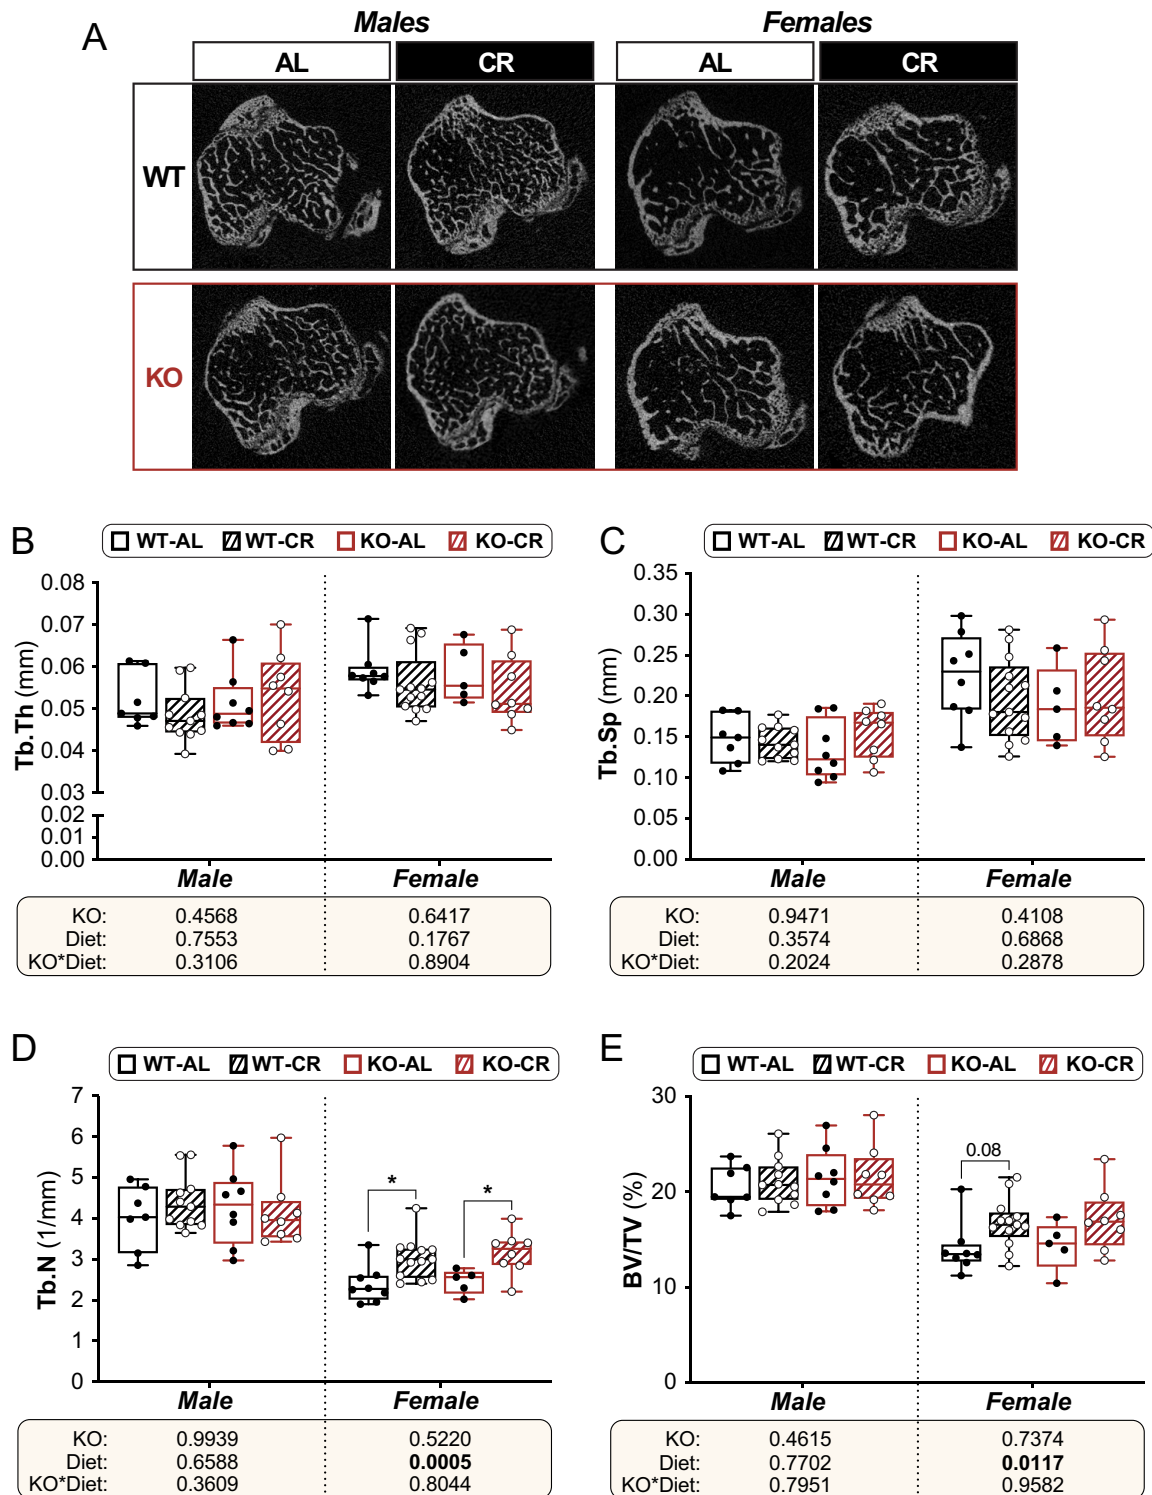 A
Males Females
AL CR AL CR
WT
KO
B
WT-AL WT-CR KO-AL KO-CR
Tb.Th (mm)
0.08
0.07
0.06
0.05
0.04
0.03
0.02
0.01
0.00
Male Female
KO: 0.4568 0.6417
Diet: 0.7553 0.1767
KO*Diet: 0.3106 0.8904
C
WT-AL WT-CR KO-AL KO-CR
Tb.Sp (mm)
0.35
0.30
0.25
0.20
0.15
0.10
0.05
0.00
Male Female
KO: 0.9471 0.4108
Diet: 0.3574 0.6868
KO*Diet: 0.2024 0.2878
D
WT-AL WT-CR KO-AL KO-CR
Tb.N (1/mm)
7
6
5
4
3
2
1
0
* *
Male Female
KO: 0.9939 0.5220
Diet: 0.6588 0.0005
KO*Diet: 0.3609 0.8044
E
WT-AL WT-CR KO-AL KO-CR
BV/TV (%)
30
20
10
0
0.08
Male Female
KO: 0.4615 0.7374
Diet: 0.7702 0.0117
KO*Diet: 0.7951 0.9582